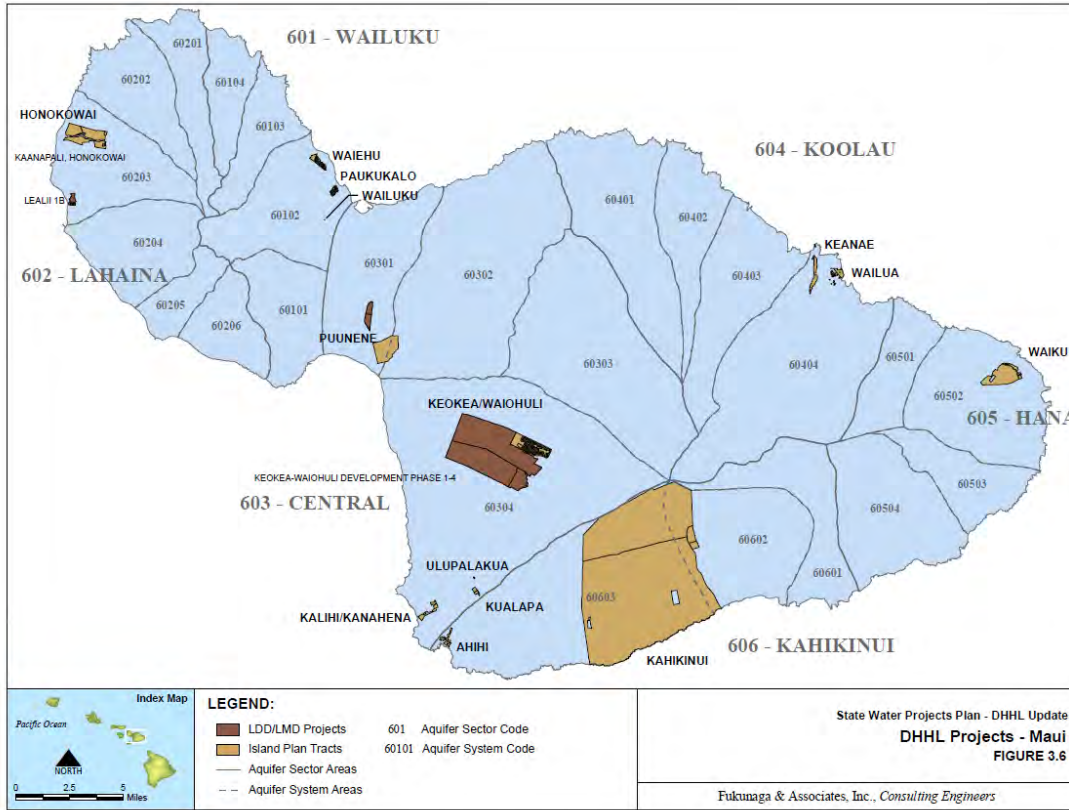 601 - WAILUKU
60201
60202
60104
60103
HONOKOWAI
KAANAPALI, HONOKOWAI
WAIEHU
PAUKUKALO
WAILUKU
604 - KOOLAU
60203
LEALII 1B
60102
60401
60402
60204
602 - LAHAINA
60301
60302
60403
KEANAE
WAILUA
60205
60206
60101
PUUNENE
60303
60404
60501
WAIKU
60502
605 - HANA
KEOKEA/WAIOHULI
KEOKEA-WAIOHULI DEVELOPMENT PHASE 1-4
603 - CENTRAL
60304
60503
60504
60602
60601
ULUPALAKUA
KUALAPA
KALIHI/KANAHENA
AHIHI
60603
KAHIKINUI
606 - KAHIKINUI
Index Map
Pacific Ocean
NORTH
0 2.5 5
Miles
LEGEND:
LDD/LMD Projects 601 Aquifer Sector Code
Island Plan Tracts 60101 Aquifer System Code
Aquifer Sector Areas
Aquifer System Areas
State Water Projects Plan - DHHL Update
DHHL Projects - Maui
FIGURE 3.6
Fukunaga & Associates, Inc., Consulting Engineers